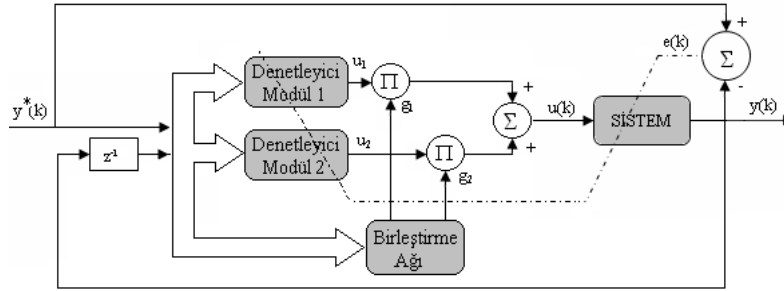 +
e(k)
Σ
-
Denetleyici
Modül 1
u₁
Π
g₁
+
y*(k)
Σ
+
u(k)
SİSTEM
y(k)
z⁻¹
Denetleyici
Modül 2
u₂
Π
g₂
Birleştirme
Ağı